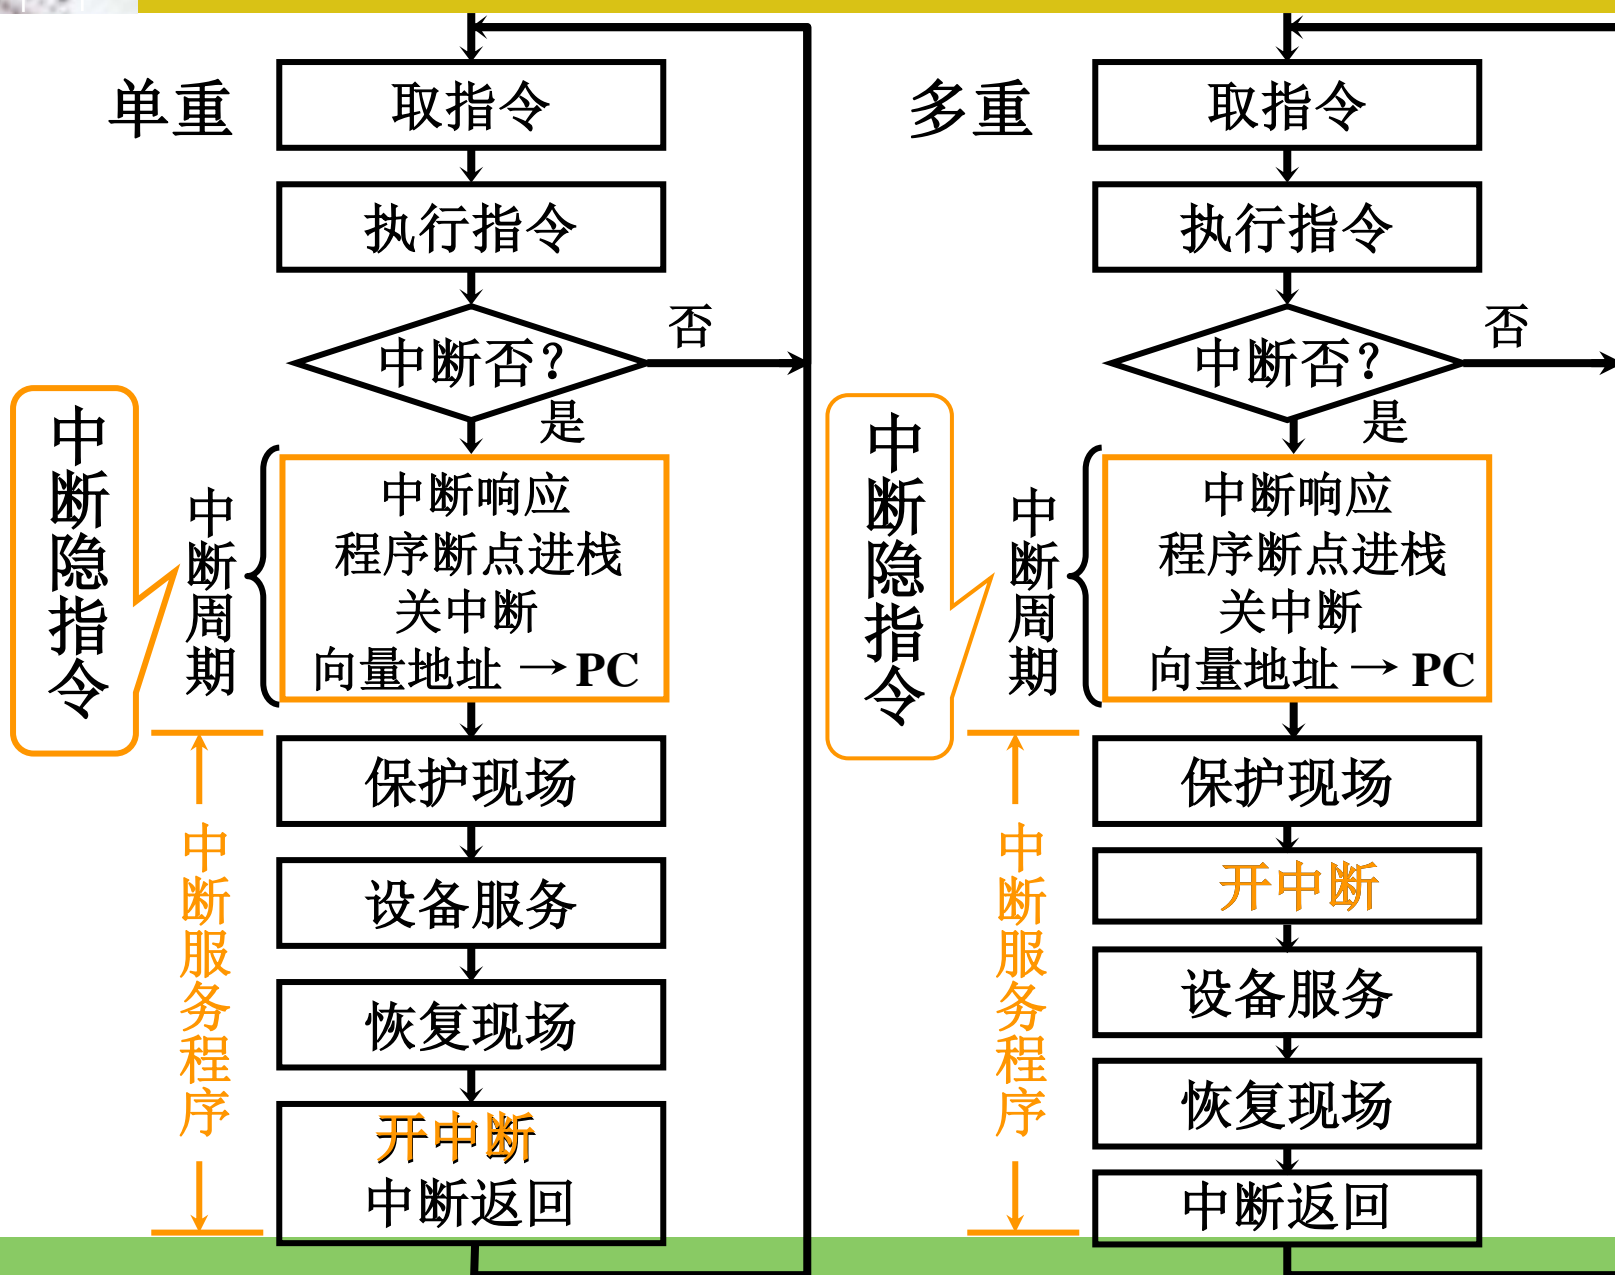 单重
取指令
执行指令
中断否？
否
是
中断隐指令
中断周期
中断响应
程序断点进栈
关中断
向量地址 → PC
中断服务程序
保护现场
设备服务
恢复现场
开中断
中断返回
多重
取指令
执行指令
中断否？
否
是
中断隐指令
中断周期
中断响应
程序断点进栈
关中断
向量地址 → PC
中断服务程序
保护现场
开中断
设备服务
恢复现场
中断返回